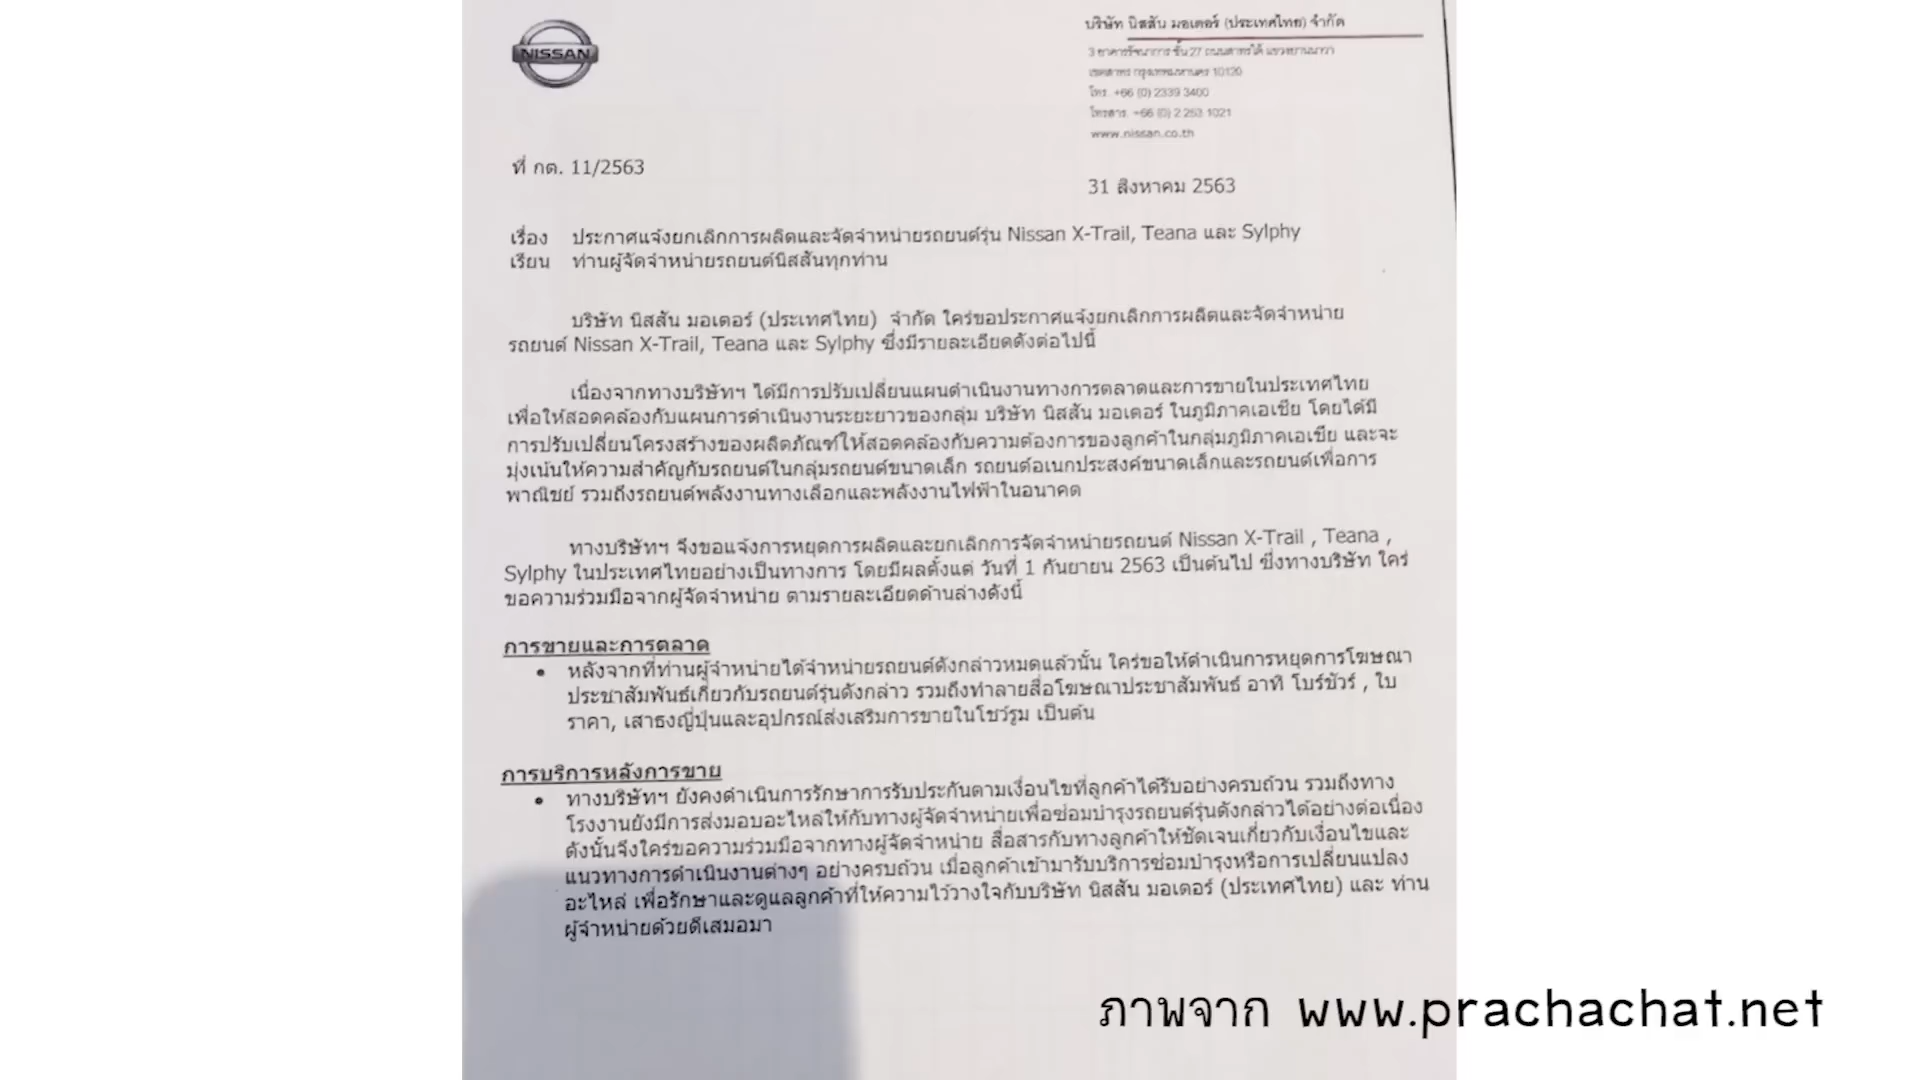 NISSAN
บริษัท นิสสัน มอเตอร์ (ประเทศไทย) จำกัด
3 อาคารรัชนาการ ชั้น 27 ถนนสาทรใต้ แขวงยานนาวา
เขตสาทร กรุงเทพมหานคร 10120
โทร. +66 (0) 2339 3400
โทรสาร. +66 (0) 2 253 1021
www.nissan.co.th
ที่ กต. 11/2563
31 สิงหาคม 2563
เรื่อง ประกาศแจ้งยกเลิกการผลิตและจัดจำหน่ายรถยนต์รุ่น Nissan X-Trail, Teana และ Sylphy
เรียน ท่านผู้จัดจำหน่ายรถยนต์นิสสันทุกท่าน
บริษัท นิสสัน มอเตอร์ (ประเทศไทย) จำกัด ใคร่ขอประกาศแจ้งยกเลิกการผลิตและจัดจำหน่าย
รถยนต์ Nissan X-Trail, Teana และ Sylphy ซึ่งมีรายละเอียดดังต่อไปนี้
เนื่องจากทางบริษัทฯ ได้มีการปรับเปลี่ยนแผนดำเนินงานทางการตลาดและการขายในประเทศไทย
เพื่อให้สอดคล้องกับแผนการดำเนินงานระยะยาวของกลุ่ม บริษัท นิสสัน มอเตอร์ ในภูมิภาคเอเชีย โดยได้มี
การปรับเปลี่ยนโครงสร้างของผลิตภัณฑ์ให้สอดคล้องกับความต้องการของลูกค้าในกลุ่มภูมิภาคเอเชีย และจะ
มุ่งเน้นให้ความสำคัญกับรถยนต์ในกลุ่มรถยนต์ขนาดเล็ก รถยนต์อเนกประสงค์ขนาดเล็กและรถยนต์เพื่อการ
พาณิชย์ รวมถึงรถยนต์พลังงานทางเลือกและพลังงานไฟฟ้าในอนาคต
ทางบริษัทฯ จึงขอแจ้งการหยุดการผลิตและยกเลิกการจัดจำหน่ายรถยนต์ Nissan X-Trail , Teana ,
Sylphy ในประเทศไทยอย่างเป็นทางการ โดยมีผลตั้งแต่ วันที่ 1 กันยายน 2563 เป็นต้นไป ซึ่งทางบริษัท ใคร่
ขอความร่วมมือจากผู้จัดจำหน่าย ตามรายละเอียดด้านล่างดังนี้
การขายและการตลาด
• หลังจากที่ท่านผู้จำหน่ายได้จำหน่ายรถยนต์ดังกล่าวหมดแล้วนั้น ใคร่ขอให้ดำเนินการหยุดการโฆษณา
ประชาสัมพันธ์เกี่ยวกับรถยนต์รุ่นดังกล่าว รวมถึงทำลายสื่อโฆษณาประชาสัมพันธ์ อาทิ โบร์ชัวร์ , ใบ
ราคา, เสาธงญี่ปุ่นและอุปกรณ์ส่งเสริมการขายในโชว์รูม เป็นต้น
การบริการหลังการขาย
• ทางบริษัทฯ ยังคงดำเนินการรักษาการรับประกันตามเงื่อนไขที่ลูกค้าได้รับอย่างครบถ้วน รวมถึงทาง
โรงงานยังมีการส่งมอบอะไหล่ให้กับทางผู้จัดจำหน่ายเพื่อซ่อมบำรุงรถยนต์รุ่นดังกล่าวได้อย่างต่อเนื่อง
ดังนั้นจึงใคร่ขอความร่วมมือจากทางผู้จัดจำหน่าย สื่อสารกับทางลูกค้าให้ชัดเจนเกี่ยวกับเงื่อนไขและ
แนวทางการดำเนินงานต่างๆ อย่างครบถ้วน เมื่อลูกค้าเข้ามารับบริการซ่อมบำรุงหรือการเปลี่ยนแปลง
อะไหล่ เพื่อรักษาและดูแลลูกค้าที่ให้ความไว้วางใจกับบริษัท นิสสัน มอเตอร์ (ประเทศไทย) และ ท่าน
ผู้จำหน่ายด้วยดีเสมอมา
ภาพจาก www.prachachat.net